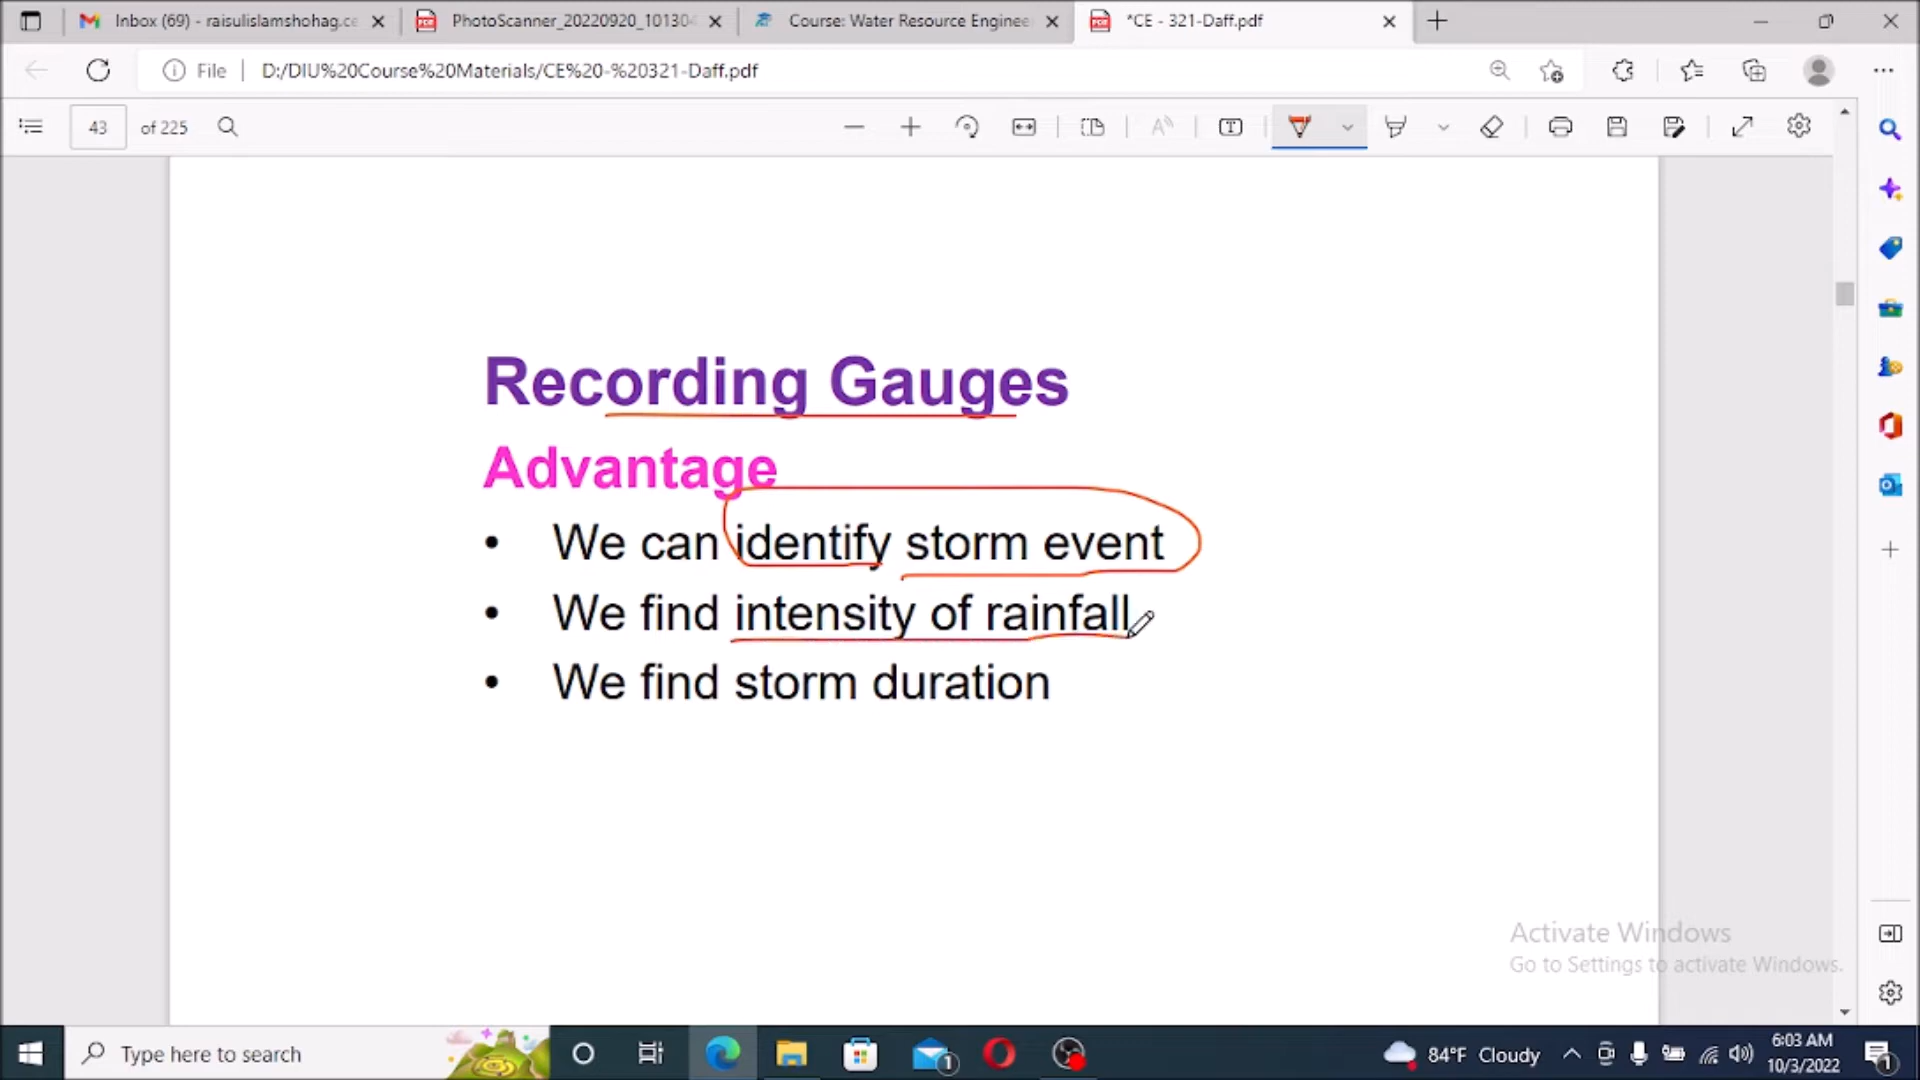 Inbox (69) - raisulislamshohag.ce
PhotoScanner_20220920_101304
Course: Water Resource Enginee
*CE - 321-Daff.pdf
File
D:/DIU%20Course%20Materials/CE%20-%20321-Daff.pdf
43 of 225
Recording Gauges
Advantage
• We can identify storm event
• We find intensity of rainfall
• We find storm duration
Activate Windows
Go to Settings to activate Windows.
Type here to search
84°F Cloudy
6:03 AM
10/3/2022